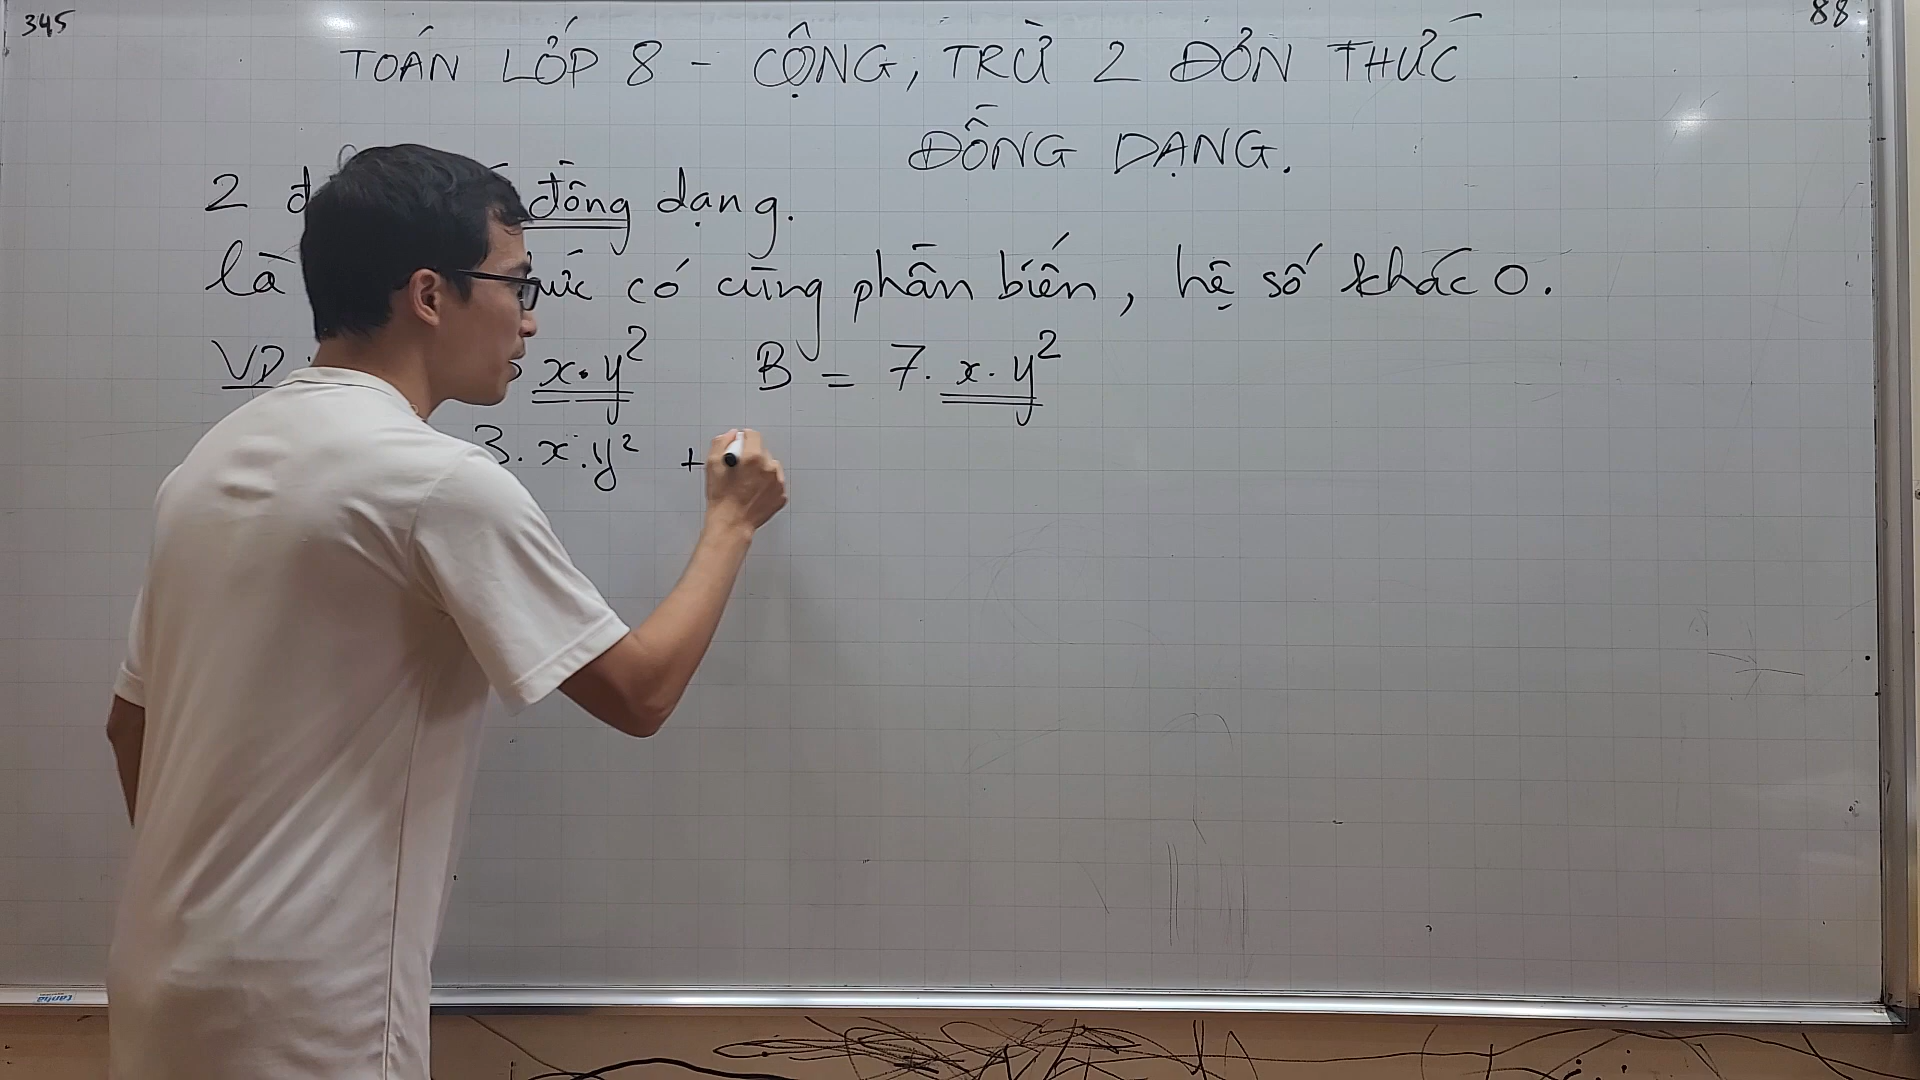 345
88
TOÁN LỚP 8 - CỘNG, TRỪ 2 ĐƠN THỨC
ĐỒNG DẠNG.
2 đồng dạng.
là có cùng phần biến, hệ số khác 0.
VD: x.y² B = 7.x.y²
3.x.y² +